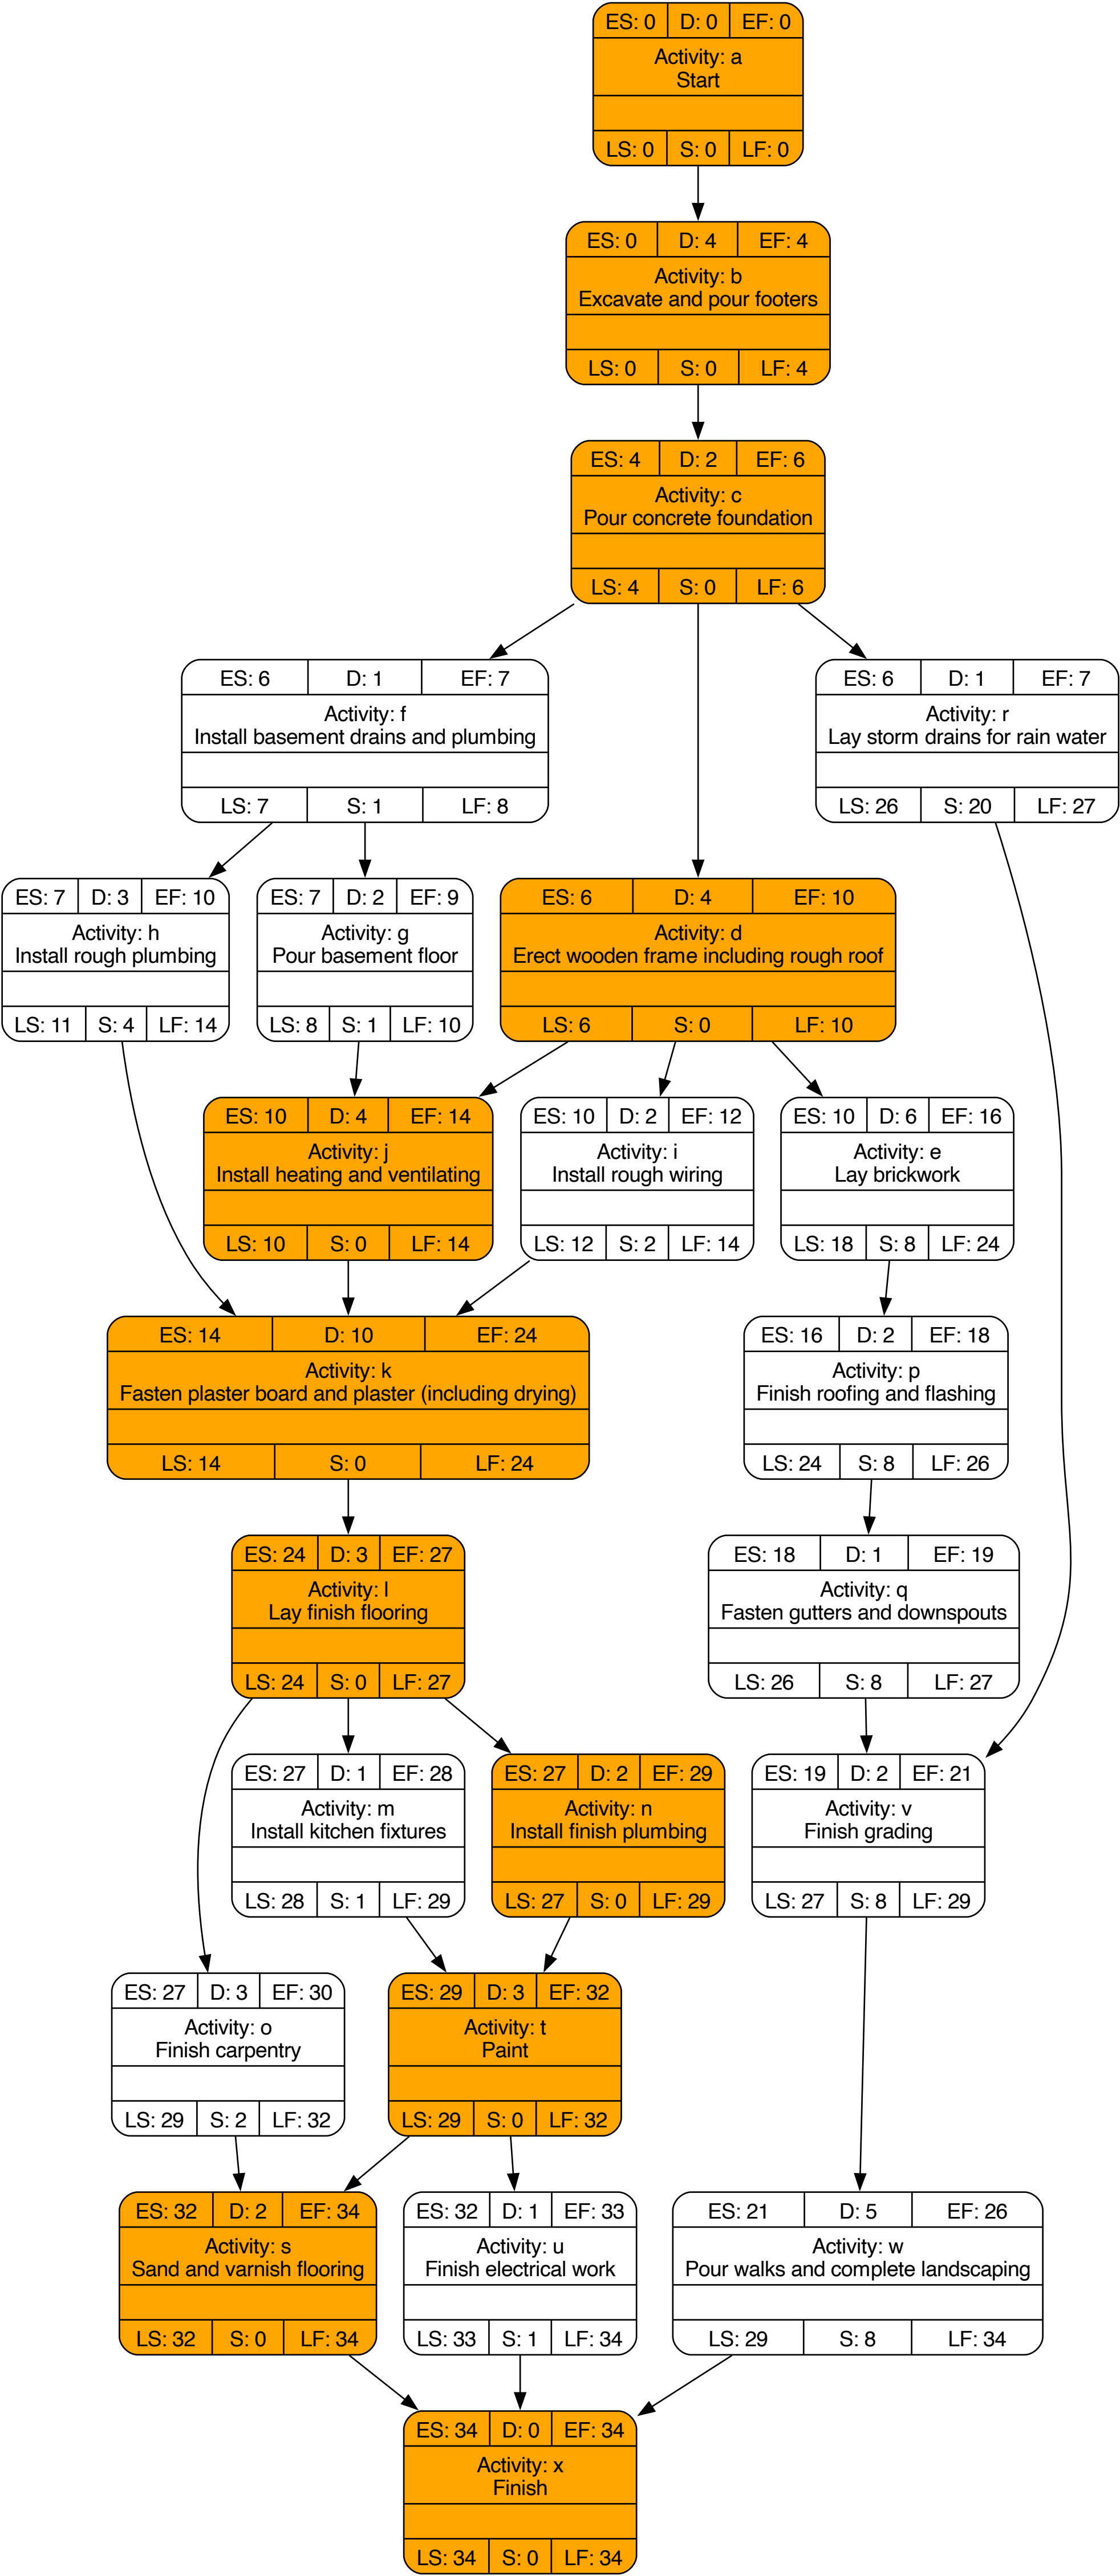 ES: 0 D: 0 EF: 0
Activity: a
Start
LS: 0 S: 0 LF: 0
ES: 0 D: 4 EF: 4
Activity: b
Excavate and pour footers
LS: 0 S: 0 LF: 4
ES: 4 D: 2 EF: 6
Activity: c
Pour concrete foundation
LS: 4 S: 0 LF: 6
ES: 6 D: 1 EF: 7
Activity: f
Install basement drains and plumbing
LS: 7 S: 1 LF: 8
ES: 6 D: 1 EF: 7
Activity: r
Lay storm drains for rain water
LS: 26 S: 20 LF: 27
ES: 7 D: 3 EF: 10
Activity: h
Install rough plumbing
LS: 11 S: 4 LF: 14
ES: 7 D: 2 EF: 9
Activity: g
Pour basement floor
LS: 8 S: 1 LF: 10
ES: 6 D: 4 EF: 10
Activity: d
Erect wooden frame including rough roof
LS: 6 S: 0 LF: 10
ES: 10 D: 4 EF: 14
Activity: j
Install heating and ventilating
LS: 10 S: 0 LF: 14
ES: 10 D: 2 EF: 12
Activity: i
Install rough wiring
LS: 12 S: 2 LF: 14
ES: 10 D: 6 EF: 16
Activity: e
Lay brickwork
LS: 18 S: 8 LF: 24
ES: 14 D: 10 EF: 24
Activity: k
Fasten plaster board and plaster (including drying)
LS: 14 S: 0 LF: 24
ES: 16 D: 2 EF: 18
Activity: p
Finish roofing and flashing
LS: 24 S: 8 LF: 26
ES: 24 D: 3 EF: 27
Activity: l
Lay finish flooring
LS: 24 S: 0 LF: 27
ES: 18 D: 1 EF: 19
Activity: q
Fasten gutters and downspouts
LS: 26 S: 8 LF: 27
ES: 27 D: 1 EF: 28
Activity: m
Install kitchen fixtures
LS: 28 S: 1 LF: 29
ES: 27 D: 2 EF: 29
Activity: n
Install finish plumbing
LS: 27 S: 0 LF: 29
ES: 19 D: 2 EF: 21
Activity: v
Finish grading
LS: 27 S: 8 LF: 29
ES: 27 D: 3 EF: 30
Activity: o
Finish carpentry
LS: 29 S: 2 LF: 32
ES: 29 D: 3 EF: 32
Activity: t
Paint
LS: 29 S: 0 LF: 32
ES: 32 D: 2 EF: 34
Activity: s
Sand and varnish flooring
LS: 32 S: 0 LF: 34
ES: 32 D: 1 EF: 33
Activity: u
Finish electrical work
LS: 33 S: 1 LF: 34
ES: 21 D: 5 EF: 26
Activity: w
Pour walks and complete landscaping
LS: 29 S: 8 LF: 34
ES: 34 D: 0 EF: 34
Activity: x
Finish
LS: 34 S: 0 LF: 34